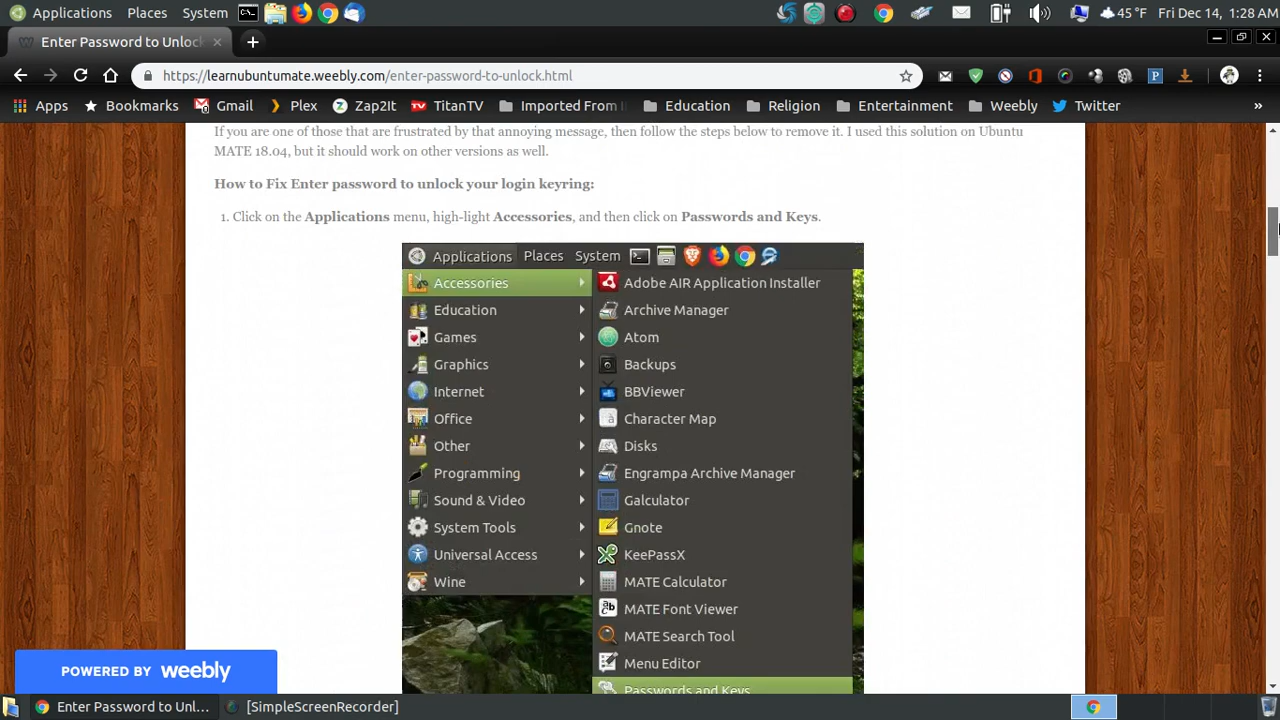 Applications Places System 45 °F Fri Dec 14, 1:28 AM
Enter Password to Unlock
https://learnubuntumate.weebly.com/enter-password-to-unlock.html
Apps Bookmarks Gmail Plex Zap2It TitanTV Imported From Education Religion Entertainment Weebly Twitter »
If you are one of those that are frustrated by that annoying message, then follow the steps below to remove it. I used this solution on Ubuntu
MATE 18.04, but it should work on other versions as well.
How to Fix Enter password to unlock your login keyring:
1. Click on the Applications menu, high-light Accessories, and then click on Passwords and Keys.
Applications Places System
Accessories Adobe AIR Application Installer
Education Archive Manager
Games Atom
Graphics Backups
Internet BBViewer
Office Character Map
Other Disks
Programming Engrampa Archive Manager
Sound & Video Galculator
System Tools Gnote
Universal Access KeePassX
Wine MATE Calculator
MATE Font Viewer
MATE Search Tool
Menu Editor
Passwords and Keys
POWERED BY weebly
Enter Password to Unl... [SimpleScreenRecorder]